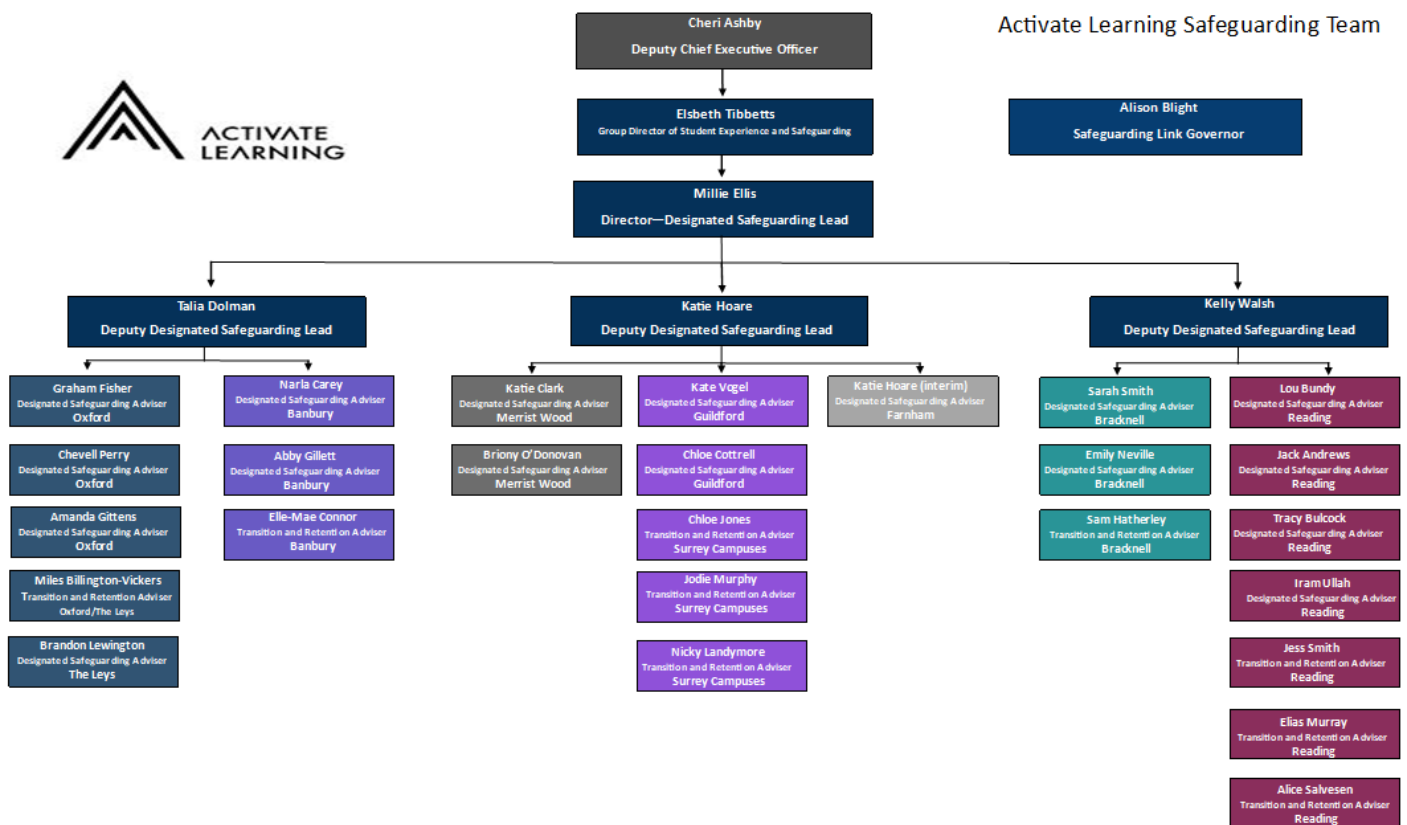 Activate Learning Safeguarding Team
ACTIVATE
LEARNING
Cheri Ashby
Deputy Chief Executive Officer
Elsbeth Tibbetts
Group Director of Student Experience and Safeguarding
Alison Blight
Safeguarding Link Governor
Millie Ellis
Director—Designated Safeguarding Lead
Talia Dolman
Deputy Designated Safeguarding Lead
Graham Fisher
Designated Safeguarding Adviser
Oxford
Chevell Perry
Designated Safeguarding Adviser
Oxford
Amanda Gittens
Designated Safeguarding Adviser
Oxford
Miles Billington-Vickers
Transition and Retention Adviser
Oxford/The Leys
Brandon Lewington
Designated Safeguarding Adviser
The Leys
Narla Carey
Designated Safeguarding Adviser
Banbury
Abby Gillett
Designated Safeguarding Adviser
Banbury
Elle-Mae Connor
Transition and Retention Adviser
Banbury
Katie Hoare
Deputy Designated Safeguarding Lead
Katie Clark
Designated Safeguarding Adviser
Merrist Wood
Briony O'Donovan
Designated Safeguarding Adviser
Merrist Wood
Kate Vogel
Designated Safeguarding Adviser
Guildford
Chloe Cottrell
Designated Safeguarding Adviser
Guildford
Chloe Jones
Transition and Retention Adviser
Surrey Campuses
Jodie Murphy
Transition and Retention Adviser
Surrey Campuses
Nicky Landymore
Transition and Retention Adviser
Surrey Campuses
Katie Hoare (interim)
Designated Safeguarding Adviser
Farnham
Kelly Walsh
Deputy Designated Safeguarding Lead
Sarah Smith
Designated Safeguarding Adviser
Bracknell
Emily Neville
Designated Safeguarding Adviser
Bracknell
Sam Hatherley
Transition and Retention Adviser
Bracknell
Lou Bundy
Designated Safeguarding Adviser
Reading
Jack Andrews
Designated Safeguarding Adviser
Reading
Tracy Bulcock
Designated Safeguarding Adviser
Reading
Iram Ullah
Designated Safeguarding Adviser
Reading
Jess Smith
Transition and Retention Adviser
Reading
Elias Murray
Transition and Retention Adviser
Reading
Alice Salvesen
Transition and Retention Adviser
Reading